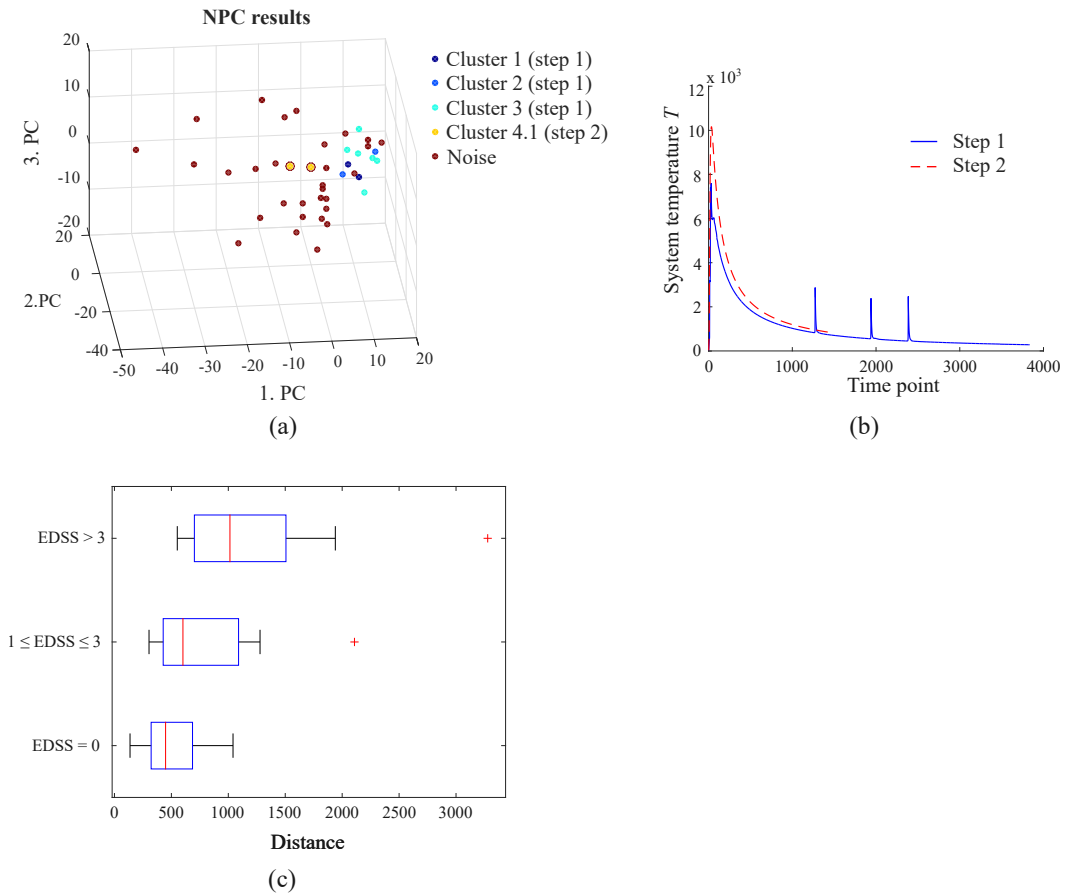 NPC results
20
10
0
-10
-20
3. PC
20
0
-20
-40
2.PC
-50
-40
-30
-20
-10
0
10
20
1. PC
Cluster 1 (step 1)
Cluster 2 (step 1)
Cluster 3 (step 1)
Cluster 4.1 (step 2)
Noise
(a)
x 10³
12
10
8
6
4
2
0
System temperature T
Step 1
Step 2
0
1000
2000
3000
4000
Time point
(b)
EDSS > 3
1 ≤ EDSS ≤ 3
EDSS = 0
0
500
1000
1500
2000
2500
3000
Distance
(c)